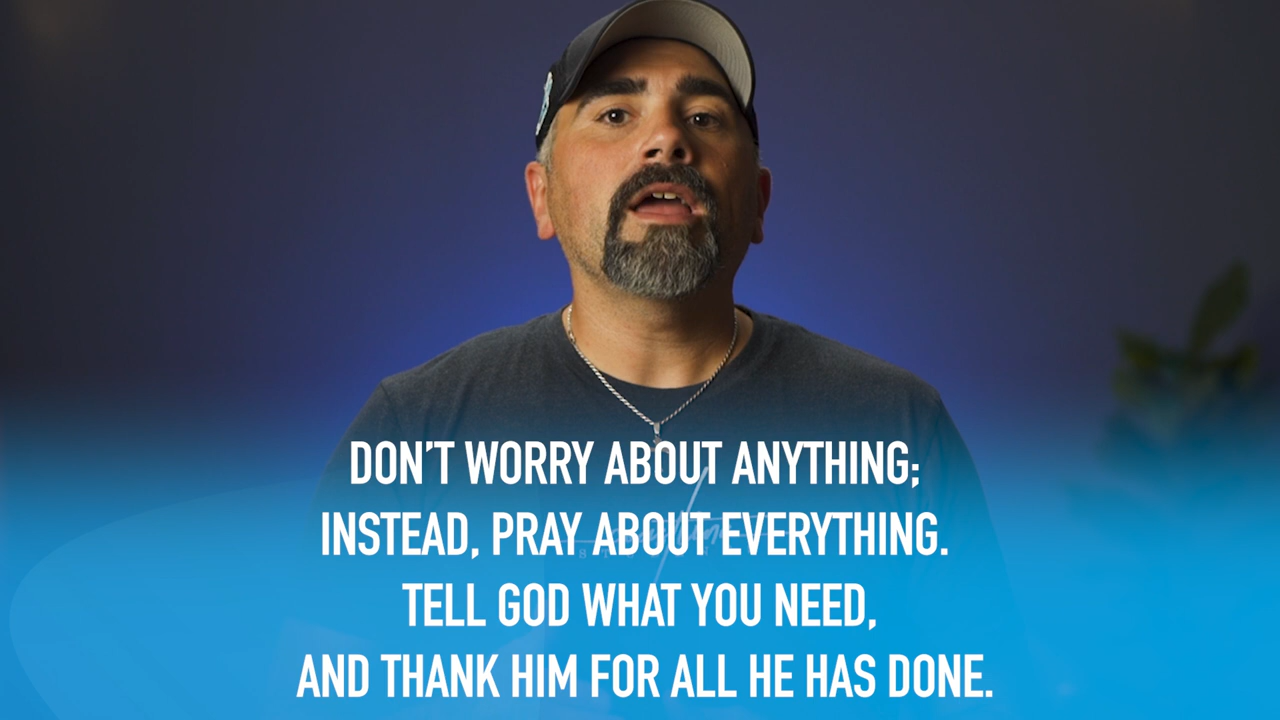 DON'T WORRY ABOUT ANYTHING;
INSTEAD, PRAY ABOUT EVERYTHING.
TELL GOD WHAT YOU NEED,
AND THANK HIM FOR ALL HE HAS DONE.